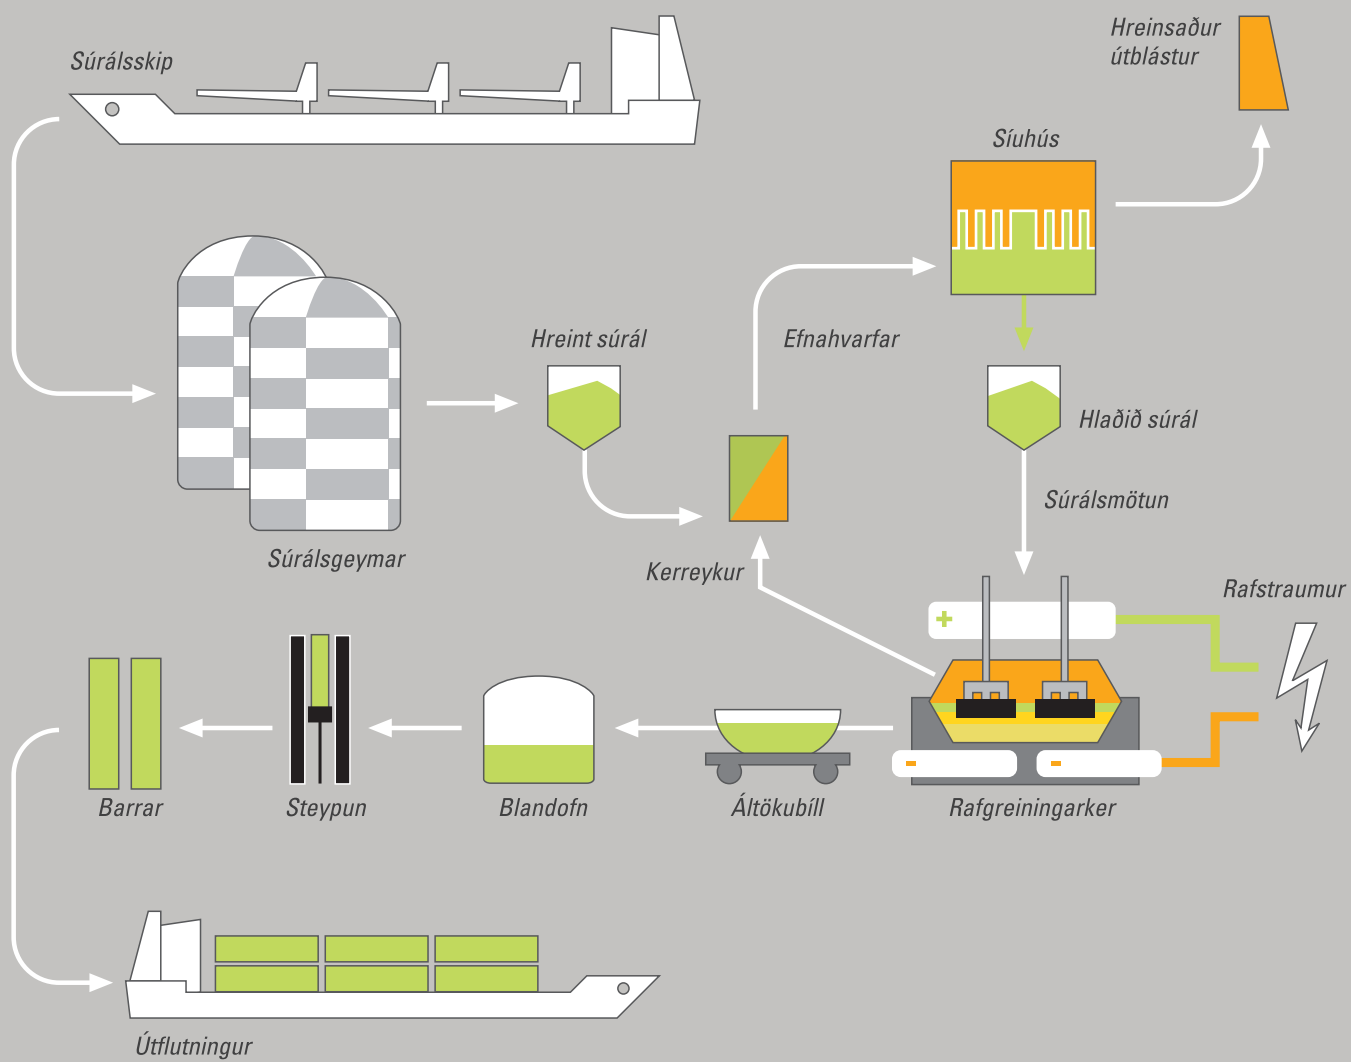 Súrálsskip
Hreinsaður
útblástur
Síuhús
Hreint súrál
Efnahvarfar
Hlaðið súrál
Súrálsmötun
Súrálsgeymar
Kerreykur
Rafstraumur
+
-
-
Barrar
Steypun
Blandofn
Áltökubíll
Rafgreiningarker
Útflutningur